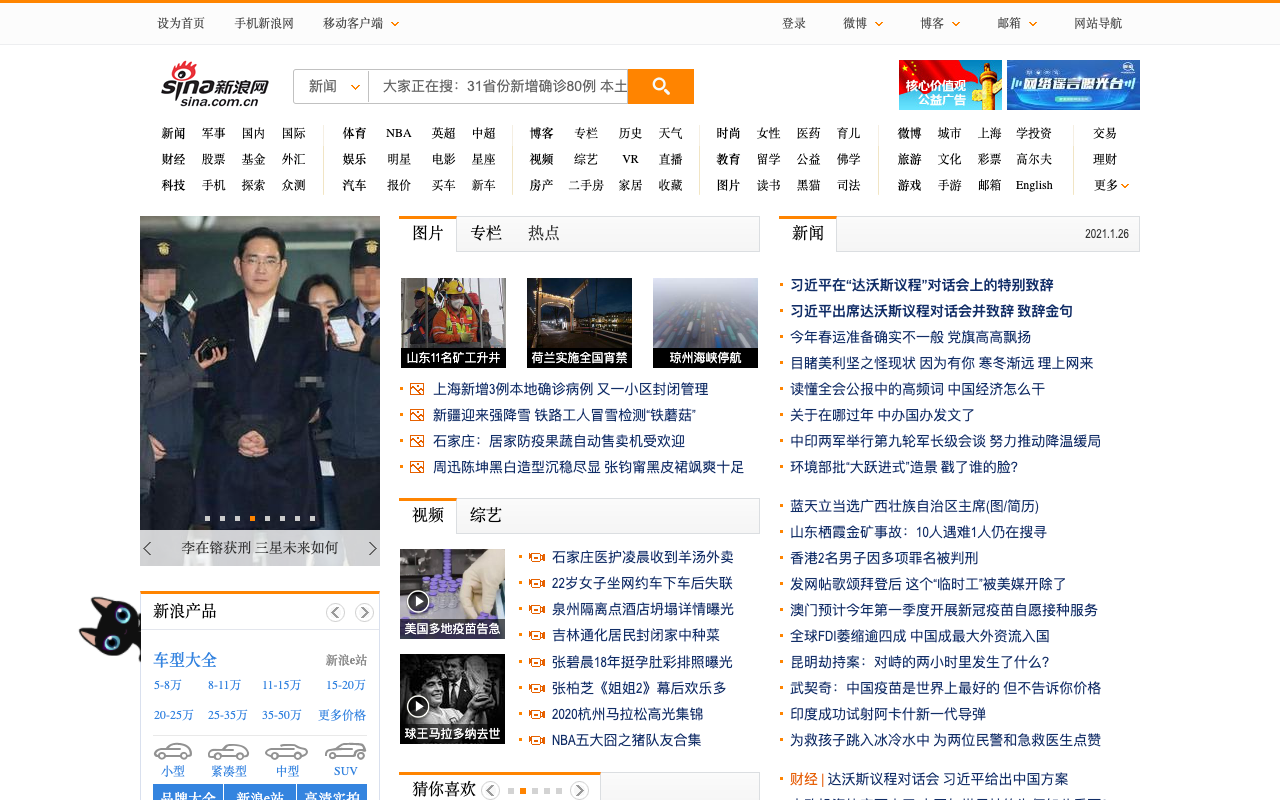 设为首页 手机新浪网 移动客户端 登录 微博 博客 邮箱 网站导航
sina新浪网
sina.com.cn
新闻 大家正在搜：31省份新增确诊80例 本土
核心价值观
公益广告
网络谣言曝光台
新闻 军事 国内 国际 体育 NBA 英超 中超 博客 专栏 历史 天气 时尚 女性 医药 育儿 微博 城市 上海 学投资 交易
财经 股票 基金 外汇 娱乐 明星 电影 星座 视频 综艺 VR 直播 教育 留学 公益 佛学 旅游 文化 彩票 高尔夫 理财
科技 手机 探索 众测 汽车 报价 买车 新车 房产 二手房 家居 收藏 图片 读书 黑猫 司法 游戏 手游 邮箱 English 更多
李在镕获刑 三星未来如何
新浪产品
车型大全 新浪e站
5-8万 8-11万 11-15万 15-20万
20-25万 25-35万 35-50万 更多价格
小型 紧凑型 中型 SUV
品牌大全 新浪e站 高清实拍
图片 专栏 热点
山东11名矿工升井 荷兰实施全国宵禁 琼州海峡停航
上海新增3例本地确诊病例 又一小区封闭管理
新疆迎来强降雪 铁路工人冒雪检测“铁蘑菇”
石家庄：居家防疫果蔬自动售卖机受欢迎
周迅陈坤黑白造型沉稳尽显 张钧甯黑皮裙飒爽十足
视频 综艺
美国多地疫苗告急
球王马拉多纳去世
石家庄医护凌晨收到羊汤外卖
22岁女子坐网约车下车后失联
泉州隔离点酒店坍塌详情曝光
吉林通化居民封闭家中种菜
张碧晨18年挺孕肚彩排照曝光
张柏芝《姐姐2》幕后欢乐多
2020杭州马拉松高光集锦
NBA五大囧之猪队友合集
猜你喜欢
新闻 2021.1.26
习近平在“达沃斯议程”对话会上的特别致辞
习近平出席达沃斯议程对话会并致辞 致辞金句
今年春运准备确实不一般 党旗高高飘扬
目睹美利坚之怪现状 因为有你 寒冬渐远 理上网来
读懂全会公报中的高频词 中国经济怎么干
关于在哪过年 中办国办发文了
中印两军举行第九轮军长级会谈 努力推动降温缓局
环境部批“大跃进式”造景 戳了谁的脸?
蓝天立当选广西壮族自治区主席(图/简历)
山东栖霞金矿事故：10人遇难1人仍在搜寻
香港2名男子因多项罪名被判刑
发网帖歌颂拜登后 这个“临时工”被美媒开除了
澳门预计今年第一季度开展新冠疫苗自愿接种服务
全球FDI萎缩逾四成 中国成最大外资流入国
昆明劫持案：对峙的两小时里发生了什么?
武契奇：中国疫苗是世界上最好的 但不告诉你价格
印度成功试射阿卡什新一代导弹
为救孩子跳入冰冷水中 为两位民警和急救医生点赞
财经 | 达沃斯议程对话会 习近平给出中国方案